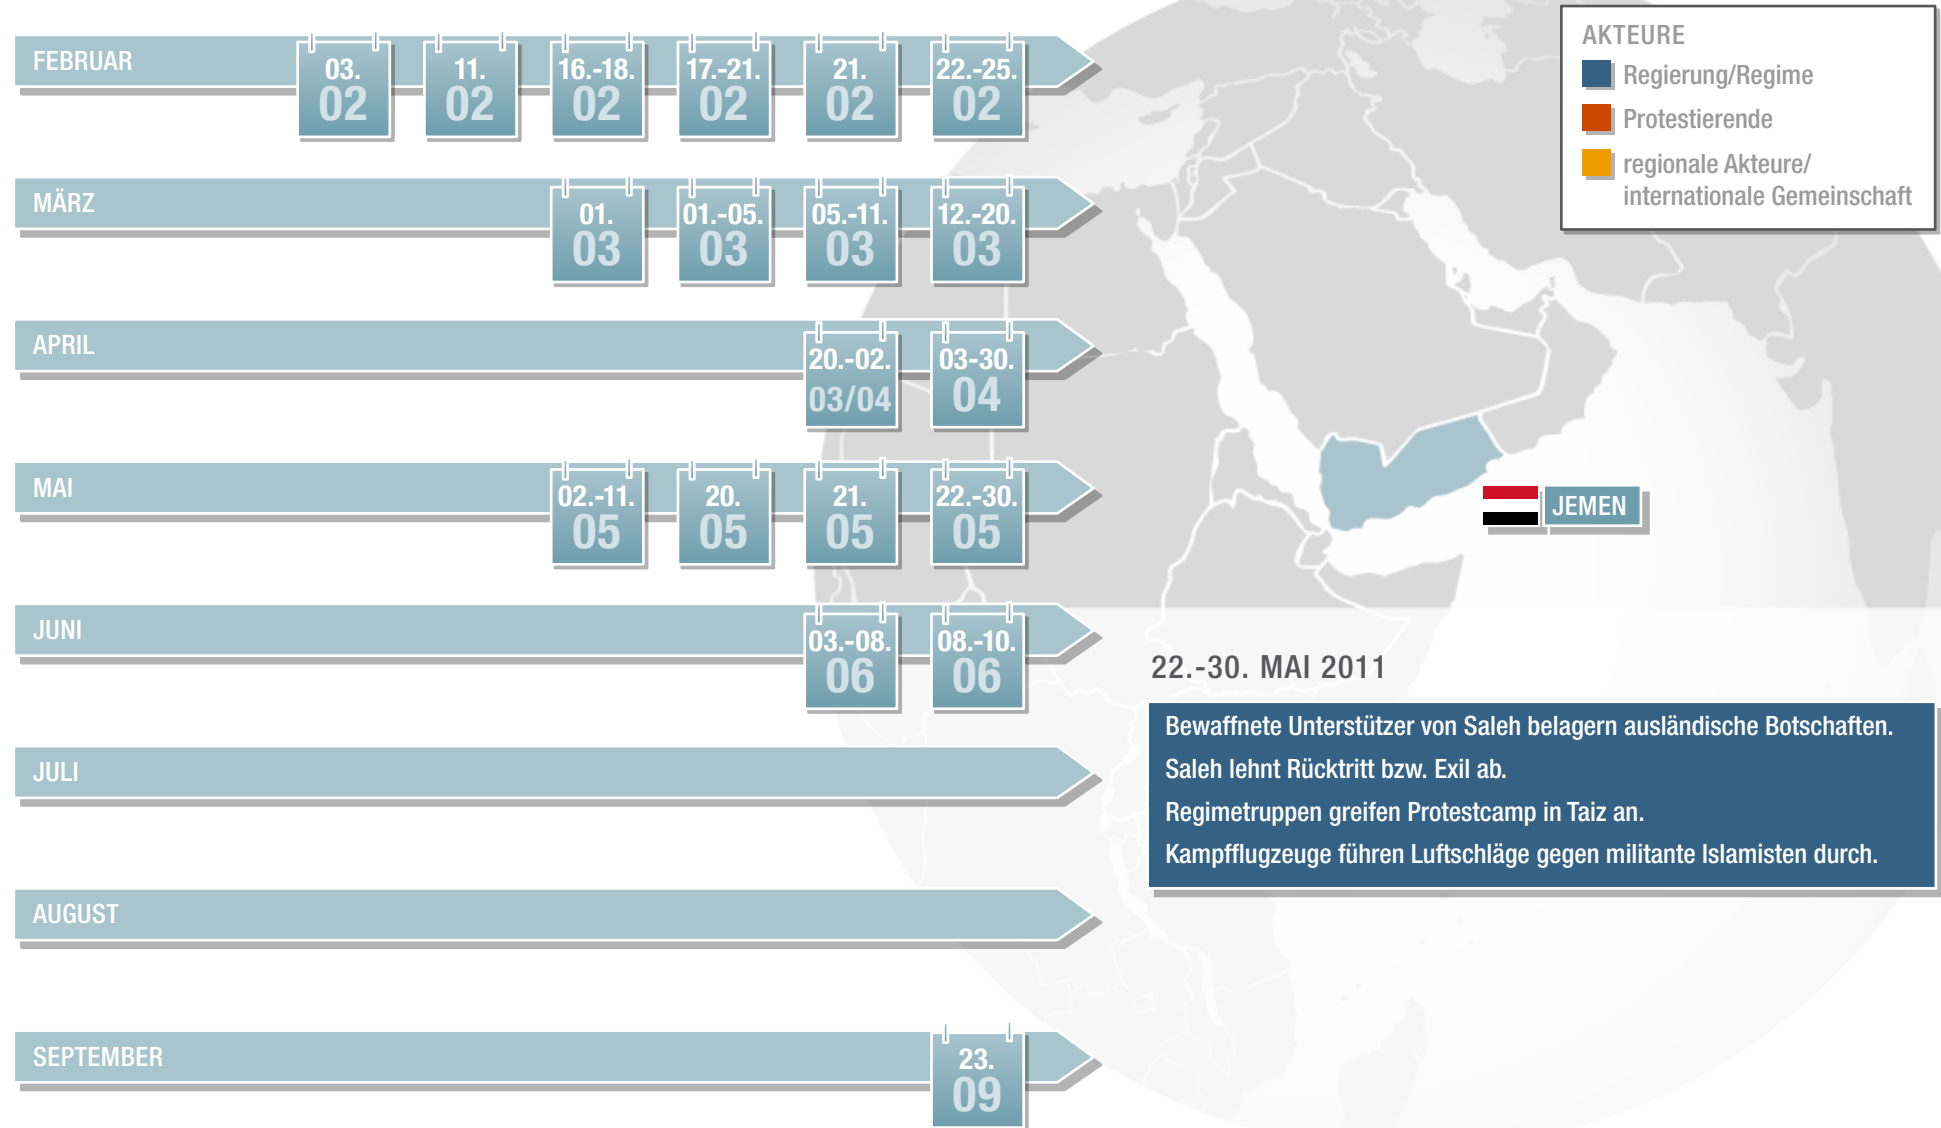 FEBRUAR
03.
02
11.
02
16.-18.
02
17.-21.
02
21.
02
22.-25.
02
MÄRZ
01.
03
01.-05.
03
05.-11.
03
12.-20.
03
APRIL
20.-02.
03/04
03-30.
04
MAI
02.-11.
05
20.
05
21.
05
22.-30.
05
JUNI
03.-08.
06
08.-10.
06
JULI
AUGUST
SEPTEMBER
23.
09
AKTEURE
Regierung/Regime
Protestierende
regionale Akteure/
internationale Gemeinschaft
JEMEN
22.-30. MAI 2011
Bewaffnete Unterstützer von Saleh belagern ausländische Botschaften.
Saleh lehnt Rücktritt bzw. Exil ab.
Regimetruppen greifen Protestcamp in Taiz an.
Kampfflugzeuge führen Luftschläge gegen militante Islamisten durch.